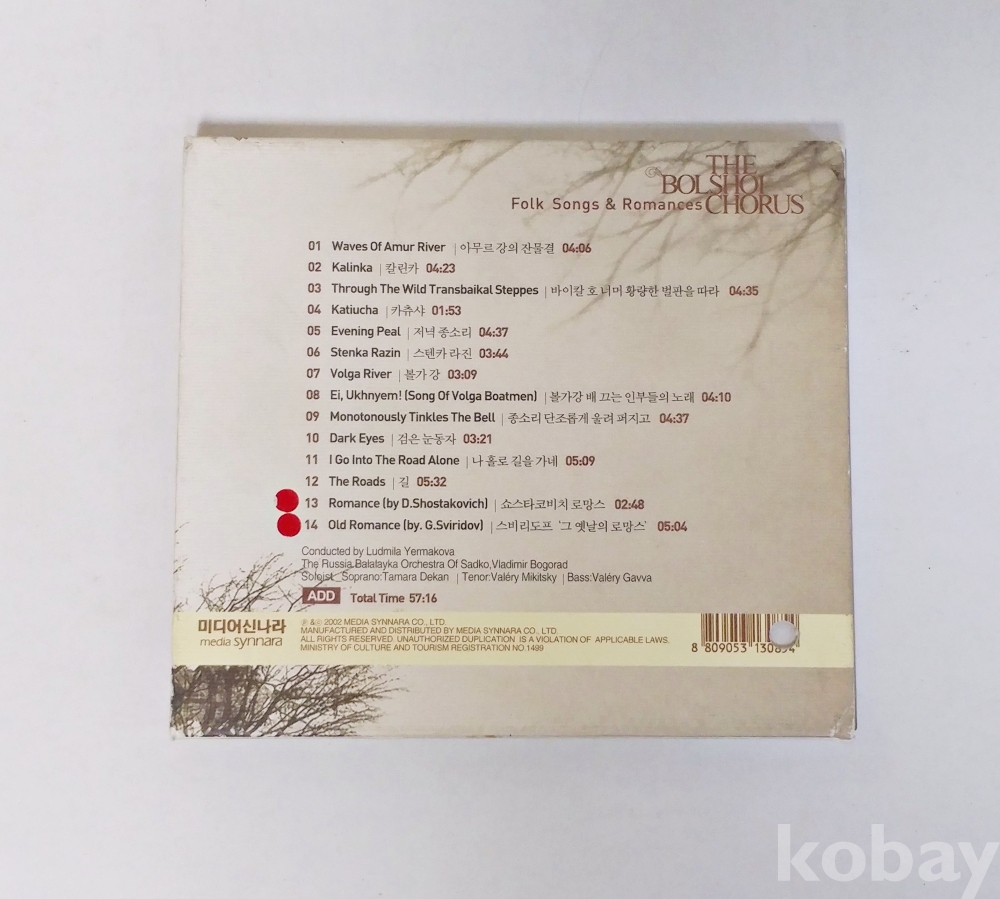 THE
BOLSHOI
Folk Songs & Romances CHORUS
01 Waves Of Amur River | 아무르 강의 잔물결 04:06
02 Kalinka | 칼린카 04:23
03 Through The Wild Transbaikal Steppes | 바이칼 호 너머 황량한 벌판을 따라 04:35
04 Katiucha | 카츄샤 01:53
05 Evening Peal | 저녁 종소리 04:37
06 Stenka Razin | 스텐카 라진 03:44
07 Volga River | 볼가 강 03:09
08 Ei, Ukhnyem! (Song Of Volga Boatmen) | 볼가강 배 끄는 인부들의 노래 04:10
09 Monotonously Tinkles The Bell | 종소리 단조롭게 울려 퍼지고 04:37
10 Dark Eyes | 검은 눈동자 03:21
11 I Go Into The Road Alone | 나 홀로 길을 가네 05:09
12 The Roads | 길 05:32
13 Romance (by D.Shostakovich) | 쇼스타코비치 로망스 02:48
14 Old Romance (by. G.Sviridov) | 스비리도프 '그 옛날의 로망스' 05:04
Conducted by Ludmila Yermakova
The Russia Balalayka Orchestra Of Sadko,Vladimir Bogorad
Soleist_Soprano:Tamara Dekan | Tenor:Valéry Mikitsky | Bass:Valéry Gavva
ADD Total Time 57:16
미디어신나라
media synnara
℗ &© 2002 MEDIA SYNNARA CO., LTD.
MANUFACTURED AND DISTRIBUTED BY MEDIA SYNNARA CO., LTD.
ALL RIGHTS RESERVED. UNAUTHORIZED DUPLICATION IS A VIOLATION OF APPLICABLE LAWS.
MINISTRY OF CULTURE AND TOURISM REGISTRATION NO.1499
8 809053 130894
kobay